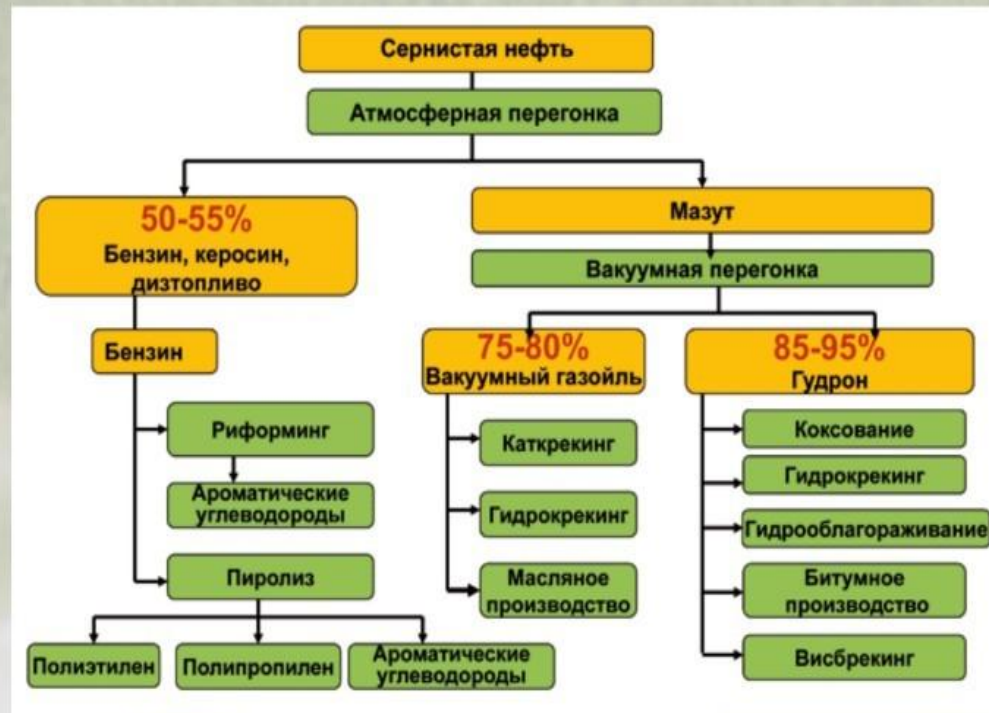 Сернистая нефть
Атмосферная перегонка
50-55%
Бензин, керосин,
дизтопливо
Мазут
Вакуумная перегонка
Бензин
75-80%
Вакуумный газойль
85-95%
Гудрон
Риформинг
Ароматические
углеводороды
Пиролиз
Полиэтилен
Полипропилен
Ароматические
углеводороды
Каткрекинг
Гидрокрекинг
Масляное
производство
Коксование
Гидрокрекинг
Гидрооблагораживание
Битумное
производство
Висбрекинг